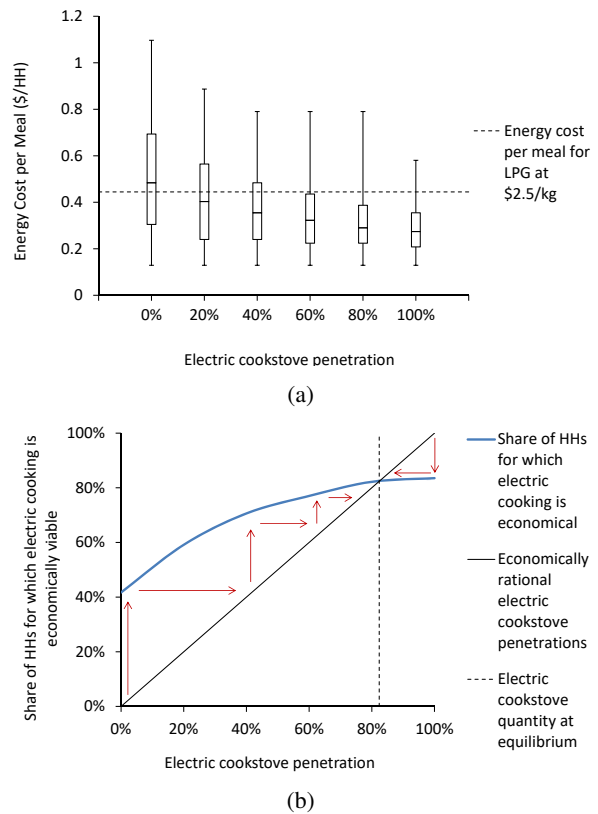 1.2
1
0.8
0.6
0.4
0.2
0
Energy Cost per Meal ($/HH)
0% 20% 40% 60% 80% 100%
Electric cookstove penetration
Energy cost
per meal for
LPG at
$2.5/kg
(a)
100%
80%
60%
40%
20%
0%
Share of HHs for which electric cooking is
economically viable
0% 20% 40% 60% 80% 100%
Electric cookstove penetration
Share of HHs
for which
electric
cooking is
economical
Economically
rational
electric
cookstove
penetrations
Electric
cookstove
quantity at
equilibrium
(b)